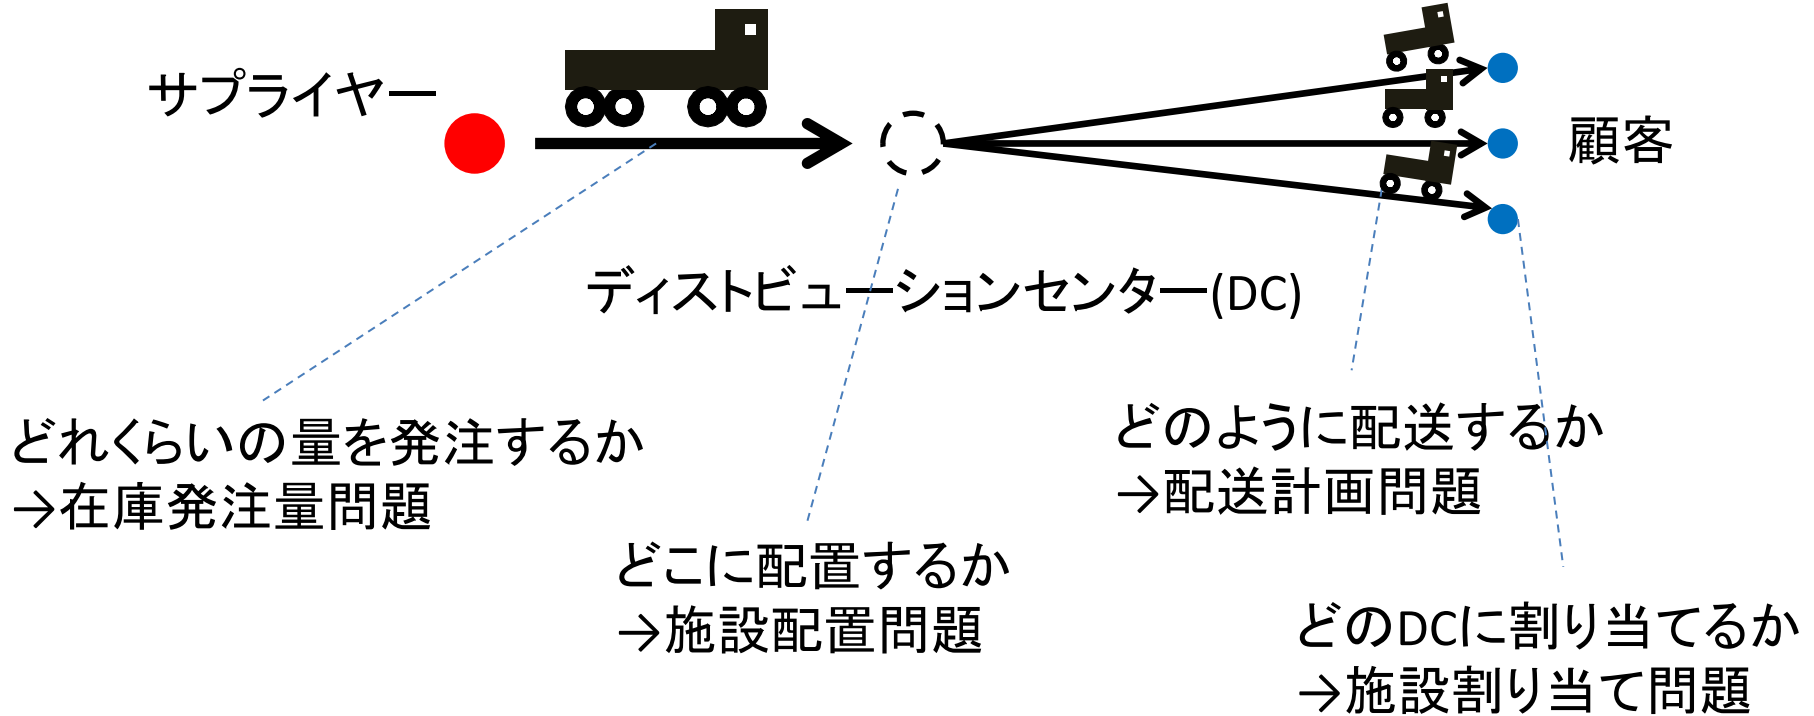 サプライヤー
顧客
ディストビューションセンター(DC)
どれくらいの量を発注するか
→在庫発注量問題
どのように配送するか
→配送計画問題
どこに配置するか
→施設配置問題
どのDCに割り当てるか
→施設割り当て問題